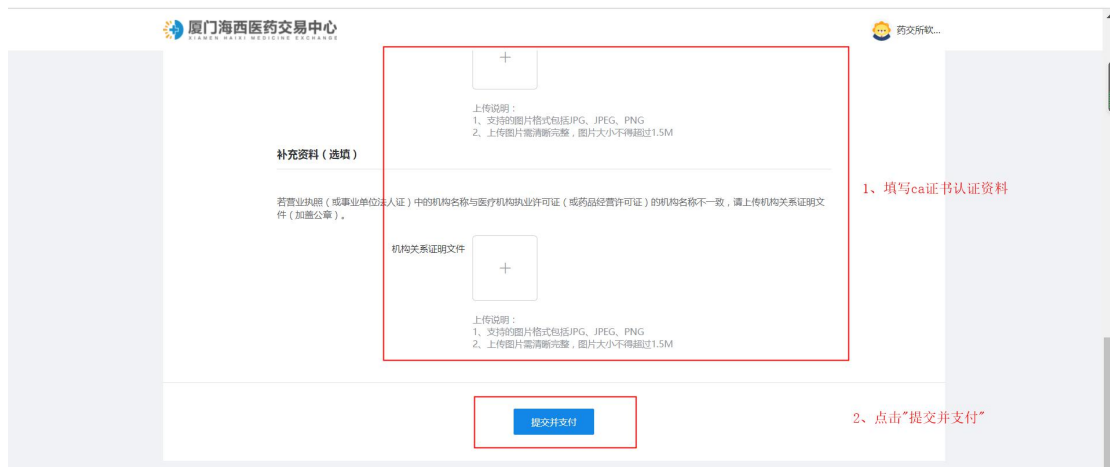 厦门海西医药交易中心
XIAMEN HAIXI MEDICINE EXCHANGE
药交所软...
上传说明：
1、支持的图片格式包括JPG、JPEG、PNG
2、上传图片需清晰完整，图片大小不得超过1.5M
补充资料（选填）
1、填写ca证书认证资料
若营业执照（或事业单位法人证）中的机构名称与医疗机构执业许可证（或药品经营许可证）的机构名称不一致，请上传机构关系证明文
件（加盖公章）。
机构关系证明文件
上传说明：
1、支持的图片格式包括JPG、JPEG、PNG
2、上传图片需清晰完整，图片大小不得超过1.5M
提交并支付
2、点击"提交并支付"